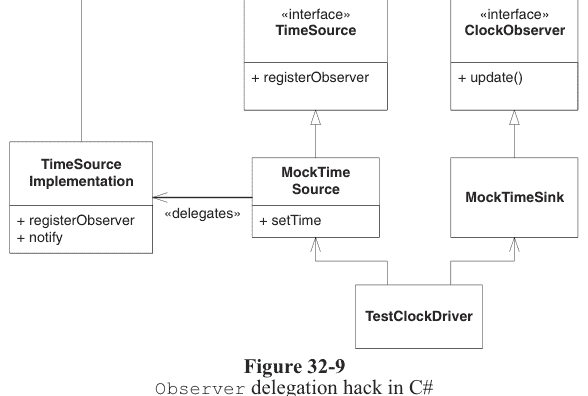 «interface»
TimeSource
+ registerObserver
«interface»
ClockObserver
+ update()
TimeSource
Implementation
+ registerObserver
+ notify
«delegates»
MockTime
Source
+ setTime
MockTimeSink
TestClockDriver
Figure 32-9
Observer delegation hack in C#